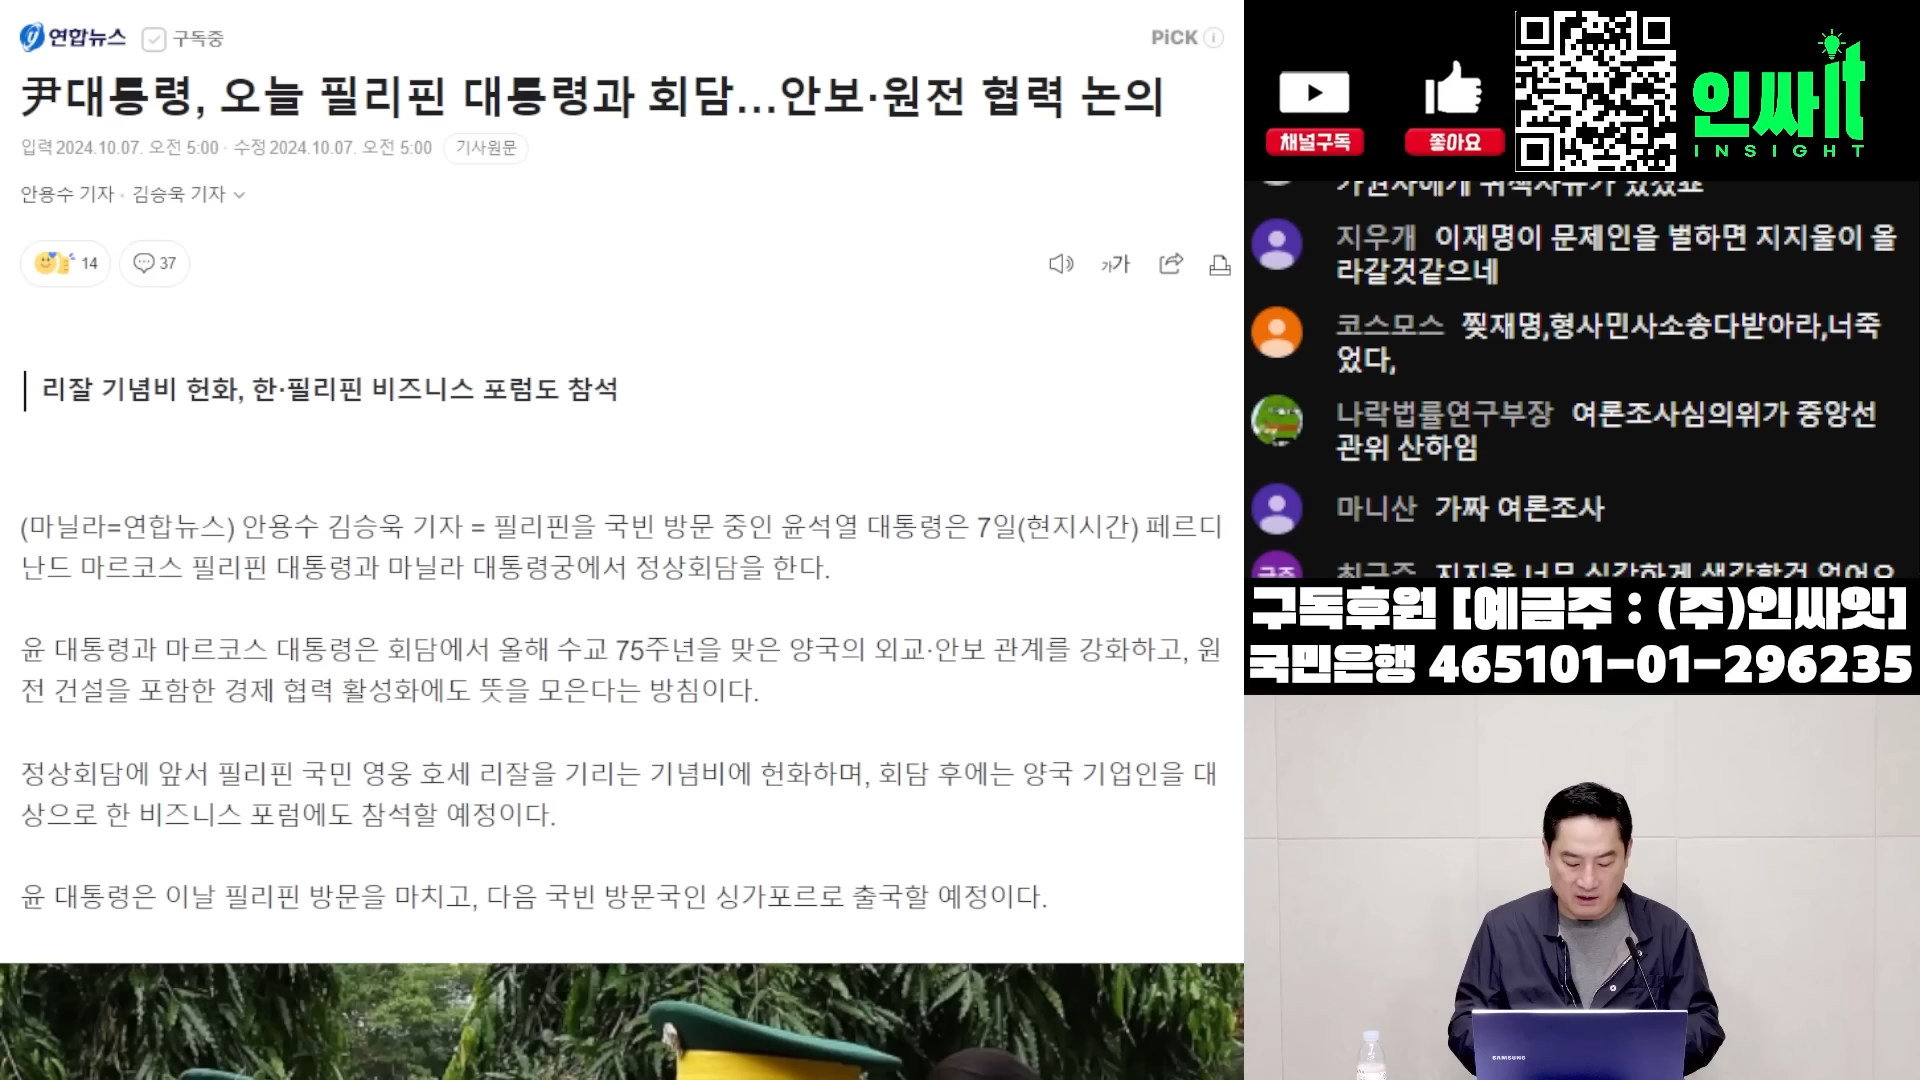 연합뉴스 구독중
PiCK
尹대통령, 오늘 필리핀 대통령과 회담…안보·원전 협력 논의
입력 2024.10.07. 오전 5:00 · 수정 2024.10.07. 오전 5:00 기사원문
안용수 기자 · 김승욱 기자
14 37
가가
리잘 기념비 헌화, 한·필리핀 비즈니스 포럼도 참석
(마닐라=연합뉴스) 안용수 김승욱 기자 = 필리핀을 국빈 방문 중인 윤석열 대통령은 7일(현지시간) 페르디
난드 마르코스 필리핀 대통령과 마닐라 대통령궁에서 정상회담을 한다.
윤 대통령과 마르코스 대통령은 회담에서 올해 수교 75주년을 맞은 양국의 외교·안보 관계를 강화하고, 원
전 건설을 포함한 경제 협력 활성화에도 뜻을 모은다는 방침이다.
정상회담에 앞서 필리핀 국민 영웅 호세 리잘을 기리는 기념비에 헌화하며, 회담 후에는 양국 기업인을 대
상으로 한 비즈니스 포럼에도 참석할 예정이다.
윤 대통령은 이날 필리핀 방문을 마치고, 다음 국빈 방문국인 싱가포르로 출국할 예정이다.
채널구독
좋아요
인싸it
INSIGHT
지우개 이재명이 문제인을 벌하면 지지울이 올
라갈것같으네
코스모스 찢재명,형사민사소송다받아라,너죽
었다,
나락법률연구부장 여론조사심의위가 중앙선
관위 산하임
마니산 가짜 여론조사
최금주 지지율 너무 심각하게 생각할것 없어요
구독후원 [예금주 : (주)인싸잇]
국민은행 465101-01-296235
SAMSUNG